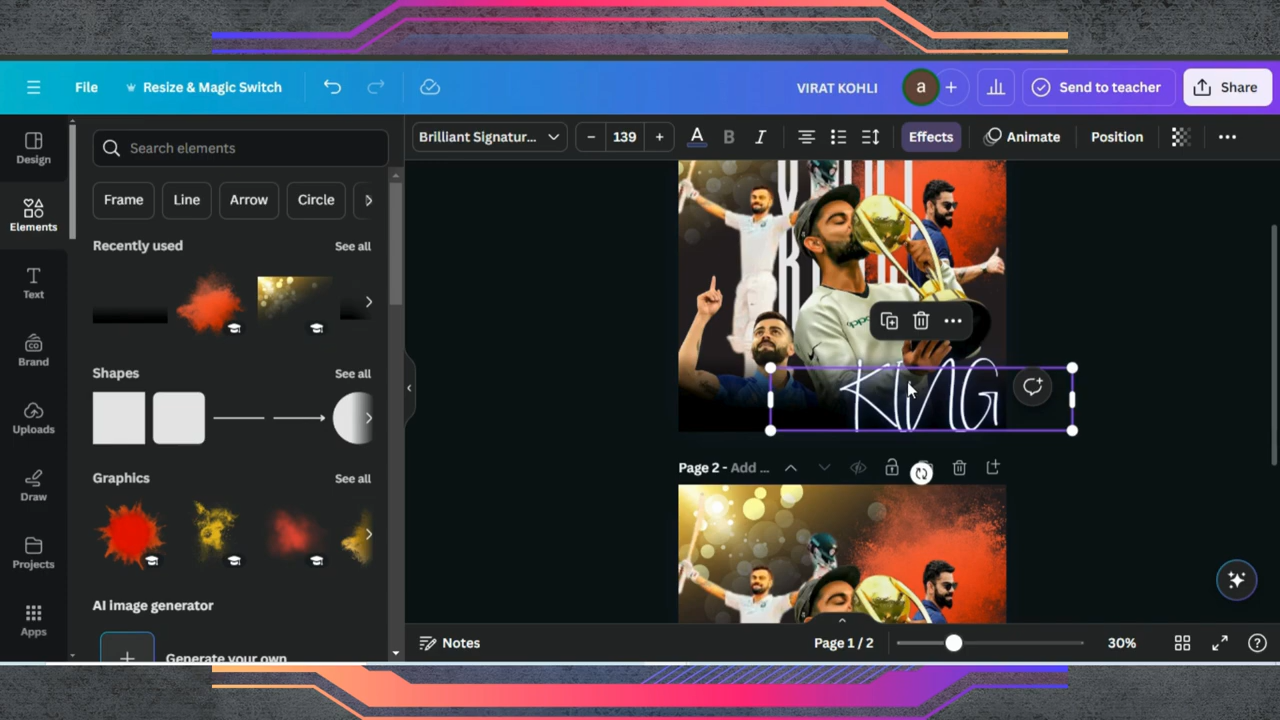 File
Resize & Magic Switch
VIRAT KOHLI
a
Send to teacher
Share
Brilliant Signatur...
− 139 +
A B I
Effects
Animate
Position
Design
Elements
Text
Brand
Uploads
Draw
Projects
Apps
Search elements
Frame
Line
Arrow
Circle
Recently used
See all
Shapes
See all
Graphics
See all
AI image generator
Generate your own
KING
Page 2 - Add ...
Notes
Page 1 / 2
30%